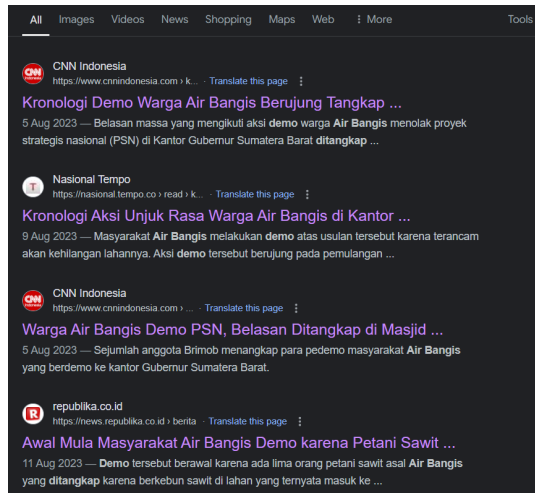 All Images Videos News Shopping Maps Web More Tools
CNN Indonesia
https://www.cnnindonesia.com › k... · Translate this page
Kronologi Demo Warga Air Bangis Berujung Tangkap ...
5 Aug 2023 — Belasan massa yang mengikuti aksi demo warga Air Bangis menolak proyek
strategis nasional (PSN) di Kantor Gubernur Sumatera Barat ditangkap ...
T
Nasional Tempo
https://nasional.tempo.co › read › k... · Translate this page
Kronologi Aksi Unjuk Rasa Warga Air Bangis di Kantor ...
9 Aug 2023 — Masyarakat Air Bangis melakukan demo atas usulan tersebut karena terancam
akan kehilangan lahannya. Aksi demo tersebut berujung pada pemulangan ...
CNN Indonesia
https://www.cnnindonesia.com › ... · Translate this page
Warga Air Bangis Demo PSN, Belasan Ditangkap di Masjid ...
5 Aug 2023 — Sejumlah anggota Brimob menangkap para pedemo masyarakat Air Bangis
yang berdemo ke kantor Gubernur Sumatera Barat.
R
republika.co.id
https://news.republika.co.id › berita · Translate this page
Awal Mula Masyarakat Air Bangis Demo karena Petani Sawit ...
11 Aug 2023 — Demo tersebut berawal karena ada lima orang petani sawit asal Air Bangis
yang ditangkap karena berkebun sawit di lahan yang ternyata masuk ke ...